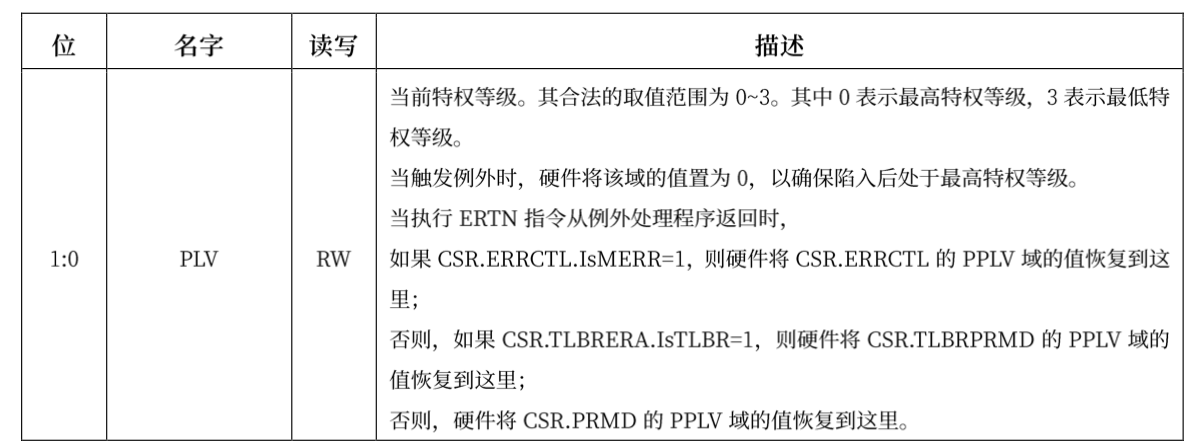 位 名字 读写 描述
当前特权等级。其合法的取值范围为 0~3。其中 0 表示最高特权等级，3 表示最低特
权等级。
当触发例外时，硬件将该域的值置为 0，以确保陷入后处于最高特权等级。
当执行 ERTN 指令从例外处理程序返回时，
1:0 PLV RW 如果 CSR.ERRCTL.IsMERR=1，则硬件将 CSR.ERRCTL 的 PPLV 域的值恢复到这
里；
否则，如果 CSR.TLBRERA.IsTLBR=1，则硬件将 CSR.TLBRPRMD 的 PPLV 域的
值恢复到这里；
否则，硬件将 CSR.PRMD 的 PPLV 域的值恢复到这里。